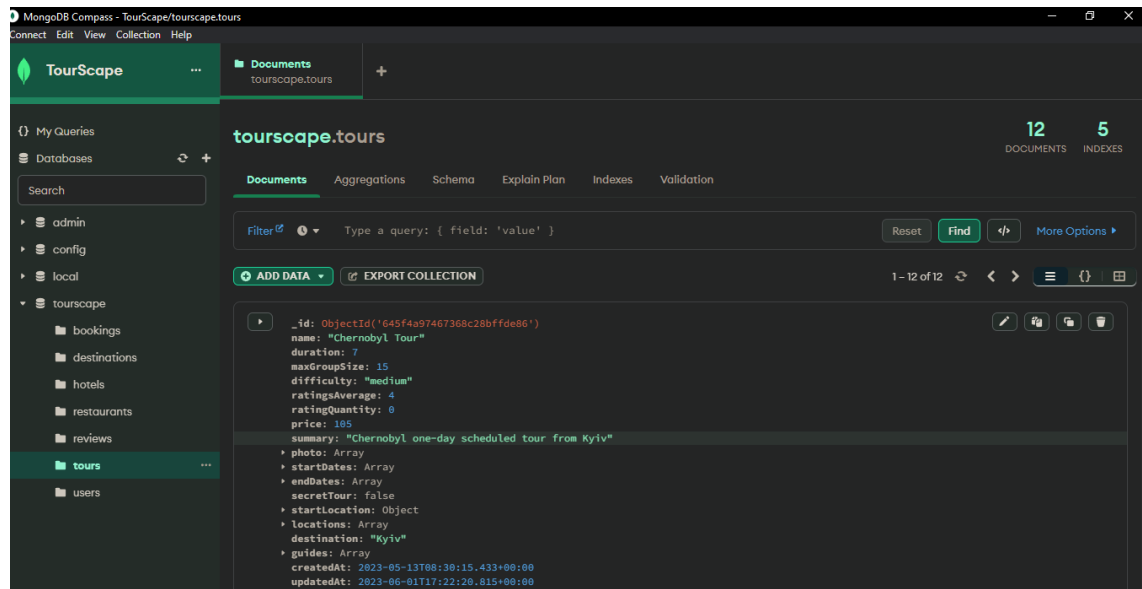 MongoDB Compass - TourScape/tourscape.tours
Connect Edit View Collection Help
TourScape ...
Documents
tourscape.tours
+
{} My Queries
Databases
Search
admin
config
local
tourscape
bookings
destinations
hotels
restaurants
reviews
tours ...
users
tourscape.tours
12
DOCUMENTS
5
INDEXES
Documents Aggregations Schema Explain Plan Indexes Validation
Filter Type a query: { field: 'value' } Reset Find </> More Options
ADD DATA EXPORT COLLECTION 1 – 12 of 12 {}
_id: ObjectId('645f4a97467368c28bffde86')
name: "Chernobyl Tour"
duration: 7
maxGroupSize: 15
difficulty: "medium"
ratingsAverage: 4
ratingQuantity: 0
price: 105
summary: "Chernobyl one-day scheduled tour from Kyiv"
photo: Array
startDates: Array
endDates: Array
secretTour: false
startLocation: Object
locations: Array
destination: "Kyiv"
guides: Array
createdAt: 2023-05-13T08:30:15.433+00:00
updatedAt: 2023-06-01T17:22:20.815+00:00